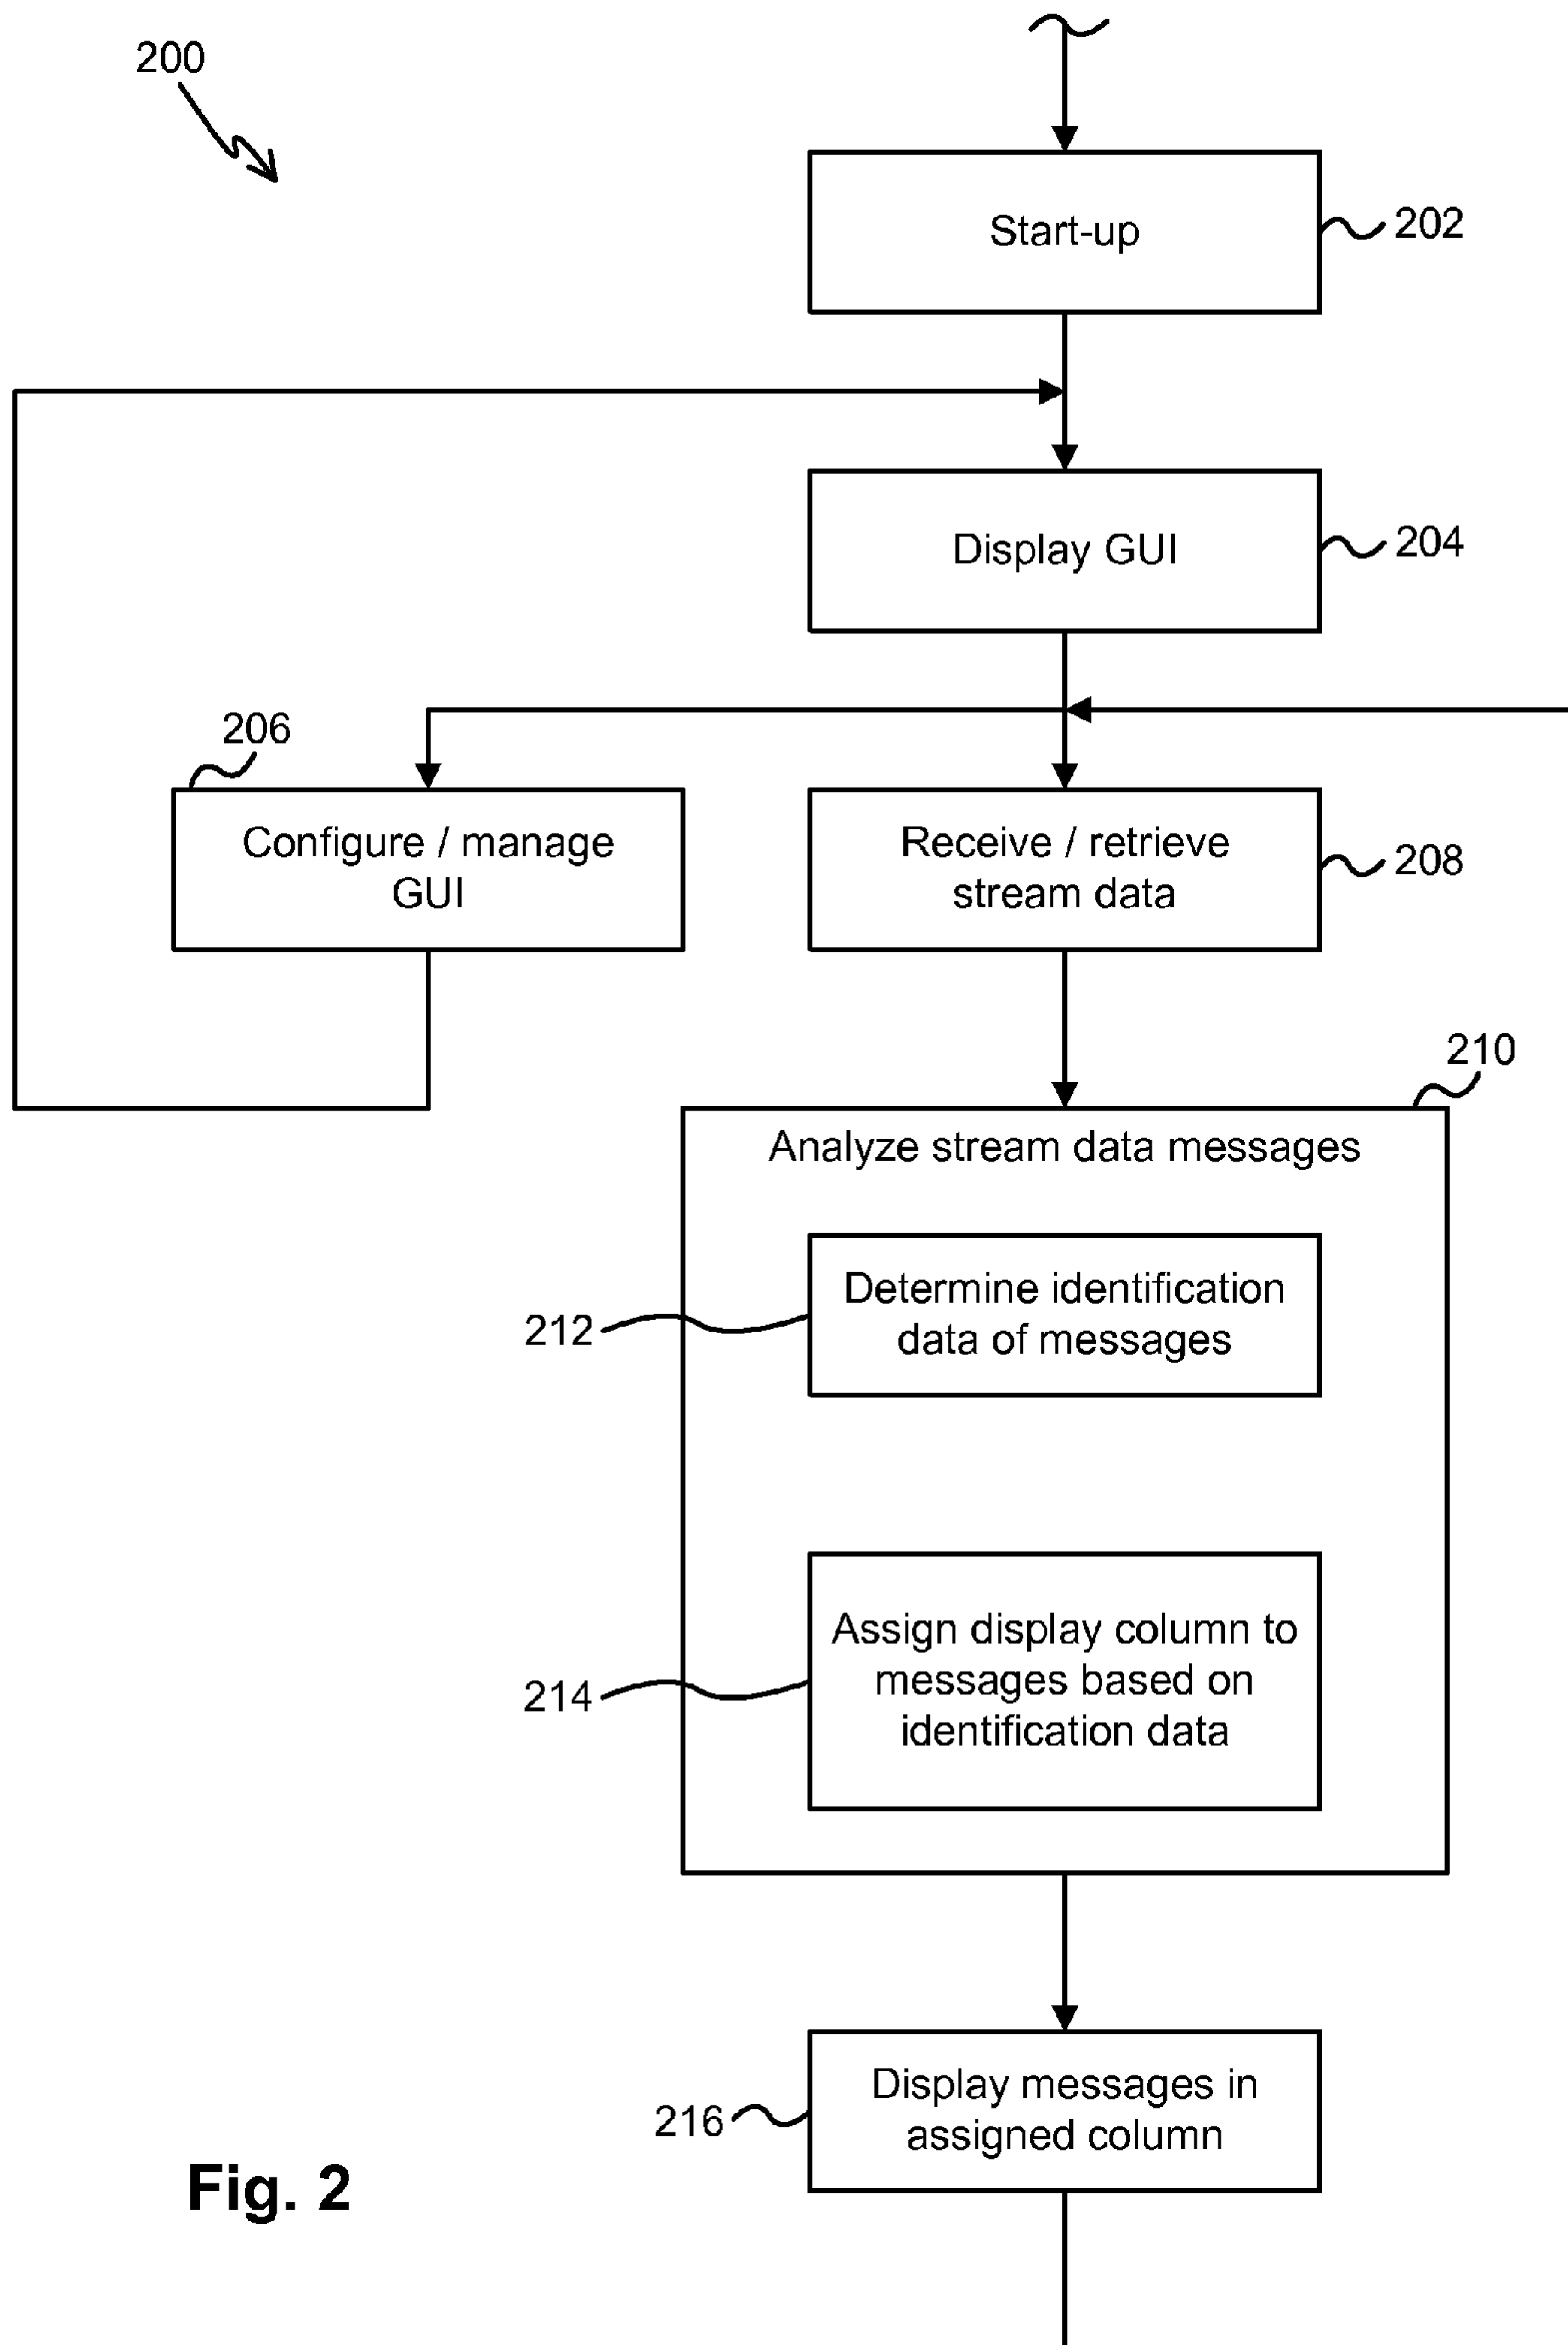 200
Start-up
202
Display GUI
204
206
Configure / manage
GUI
Receive / retrieve
stream data
208
210
Analyze stream data messages
Determine identification
data of messages
212
Assign display column to
messages based on
identification data
214
Display messages in
assigned column
216
Fig. 2